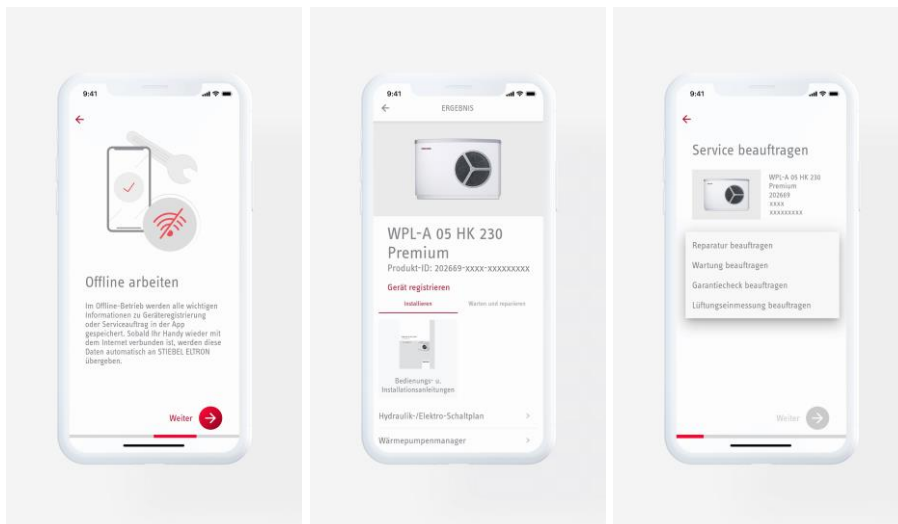 9:41
Offline arbeiten
Im Offline-Betrieb werden alle wichtigen
Informationen zu Geräteregistrierung
oder Serviceauftrag in der App
gespeichert. Sobald Ihr Handy wieder mit
dem Internet verbunden ist, werden diese
Daten automatisch an STIEBEL ELTRON
übergeben.
Weiter
9:41
ERGEBNIS
WPL-A 05 HK 230
Premium
Produkt-ID: 202669-xxxx-xxxxxxxxx
Gerät registrieren
Installieren
Warten und reparieren
Bedienungs- u.
Installationsanleitungen
Hydraulik-/Elektro-Schaltplan
Wärmepumpenmanager
9:41
Service beauftragen
WPL-A 05 HK 230
Premium
202669
xxxx
xxxxxxxxx
Reparatur beauftragen
Wartung beauftragen
Garantiecheck beauftragen
Lüftungseinmessung beauftragen
Weiter